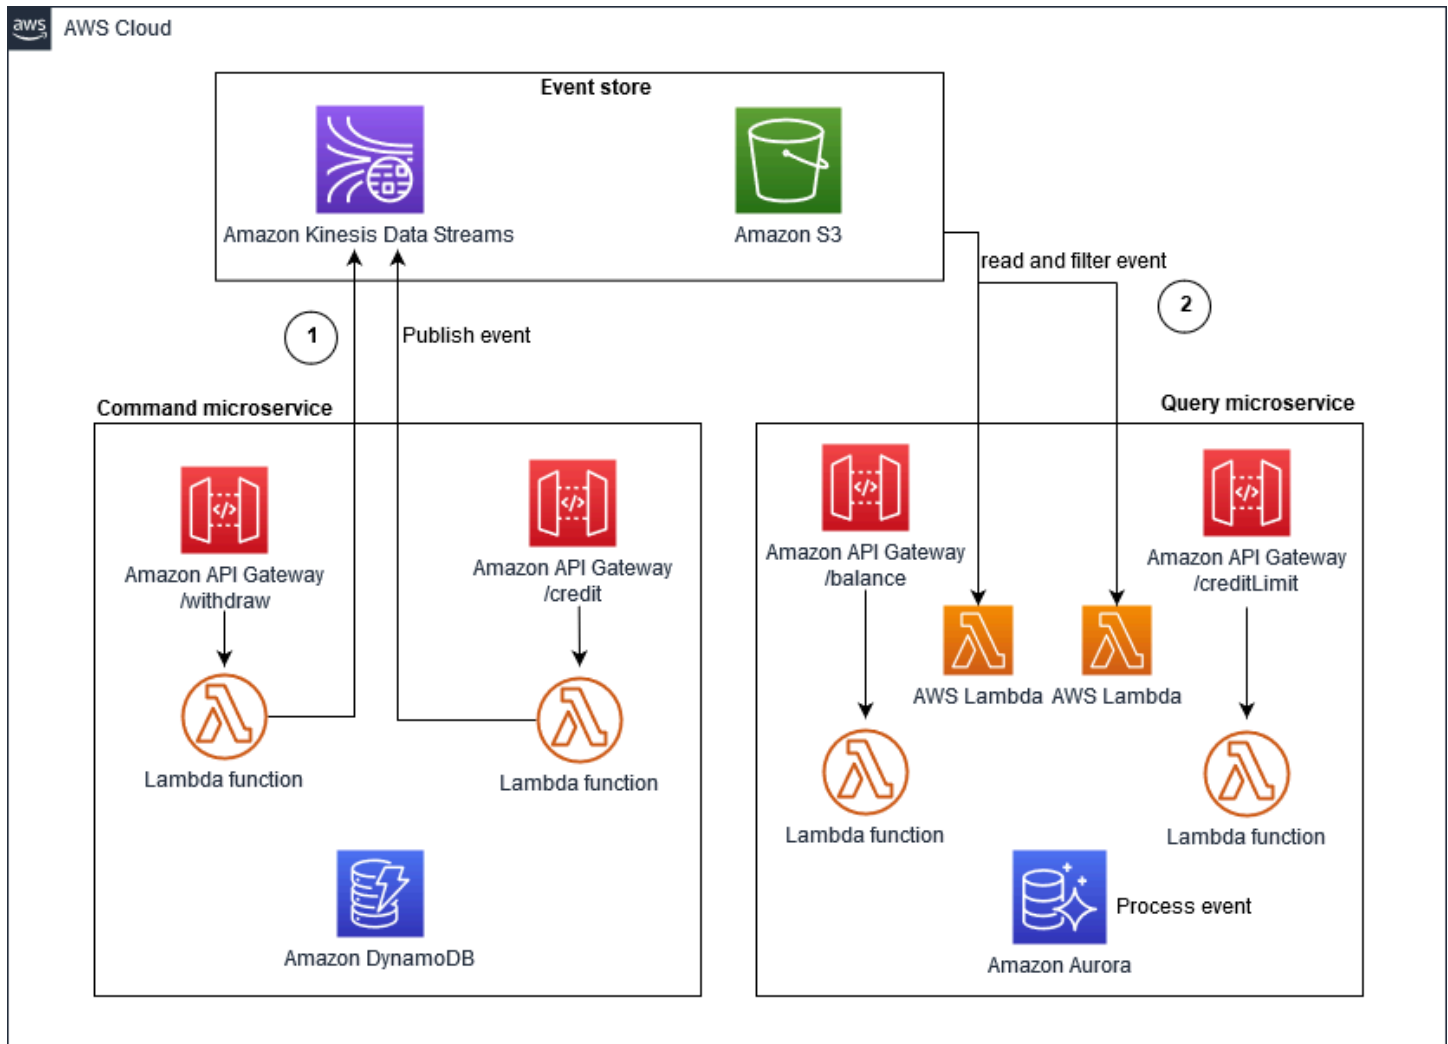 aws
AWS Cloud
Event store
Amazon Kinesis Data Streams
Amazon S3
read and filter event
1
2
Publish event
Command microservice
Query microservice
</>
</>
</>
</>
Amazon API Gateway
/withdraw
Amazon API Gateway
/credit
Amazon API Gateway
/balance
Amazon API Gateway
/creditLimit
AWS Lambda
AWS Lambda
Lambda function
Lambda function
Lambda function
Lambda function
Amazon DynamoDB
Process event
Amazon Aurora